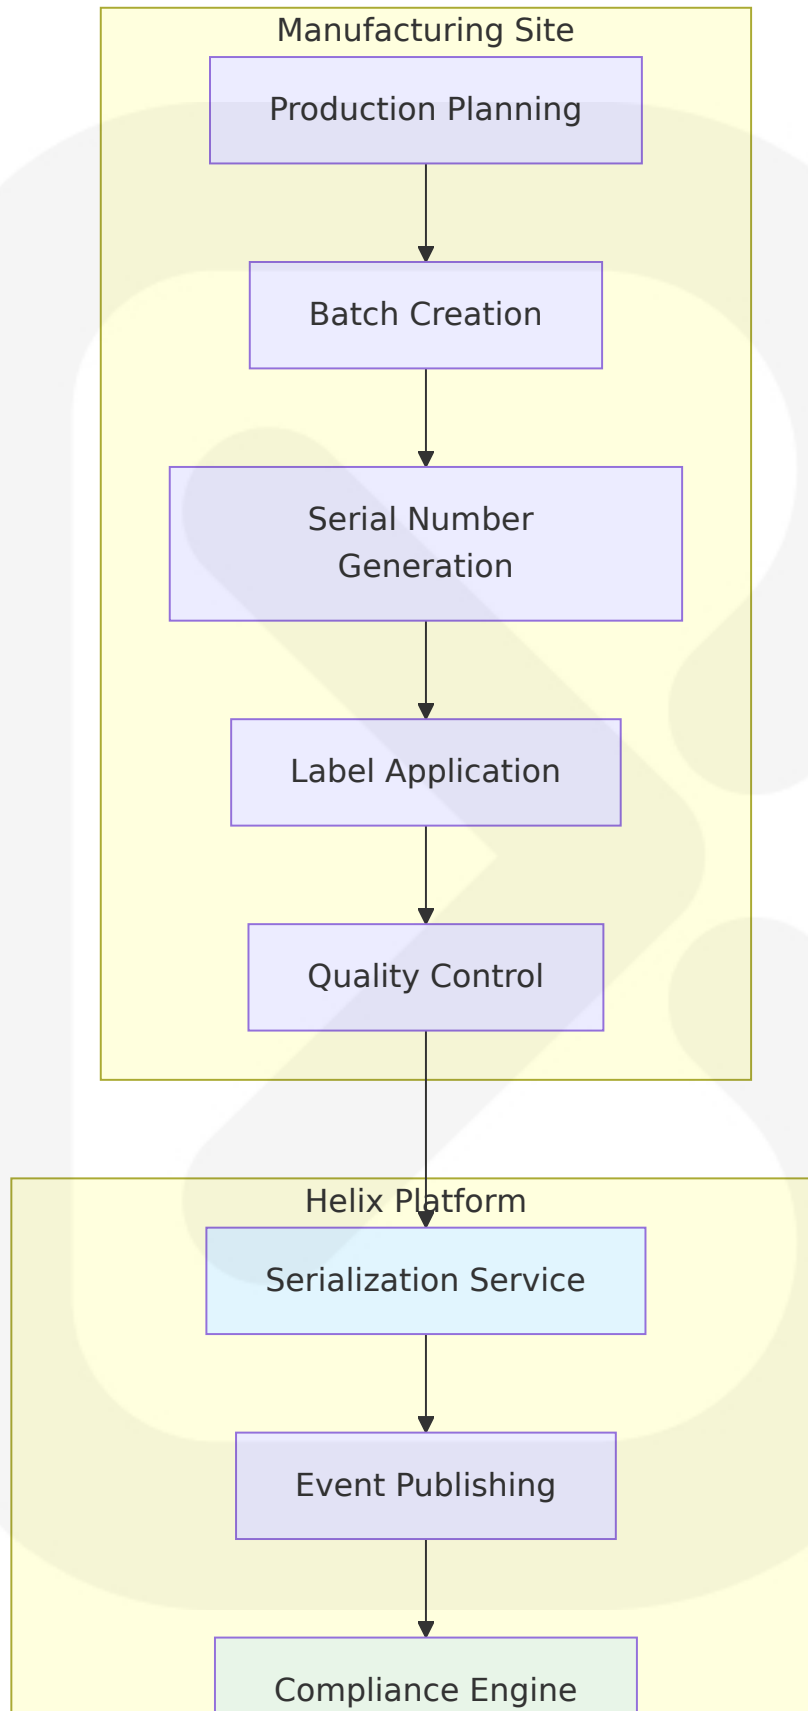 Manufacturing Site
Production Planning
Batch Creation
Serial Number
Generation
Label Application
Quality Control
Helix Platform
Serialization Service
Event Publishing
Compliance Engine